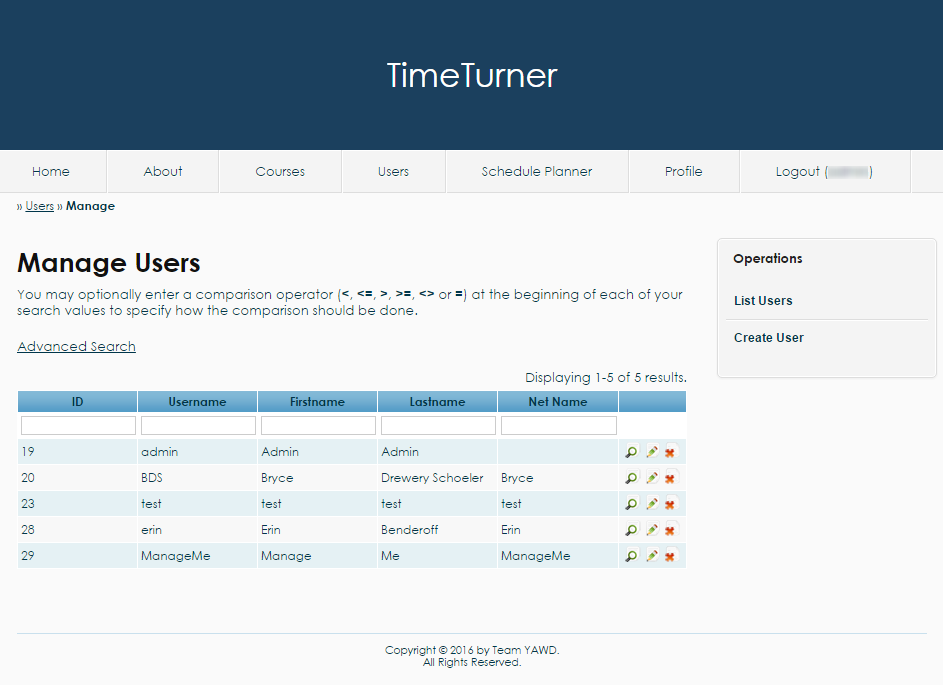 TimeTurner
Home About Courses Users Schedule Planner Profile Logout ( )
» Users » Manage
Manage Users
You may optionally enter a comparison operator (<, <=, >, >=, <> or =) at the beginning of each of your
search values to specify how the comparison should be done.
Advanced Search
Displaying 1-5 of 5 results.
ID Username Firstname Lastname Net Name
19 admin Admin Admin
20 BDS Bryce Drewery Schoeler Bryce
23 test test test test
28 erin Erin Benderoff Erin
29 ManageMe Manage Me ManageMe
Operations
List Users
Create User
Copyright © 2016 by Team YAWD.
All Rights Reserved.